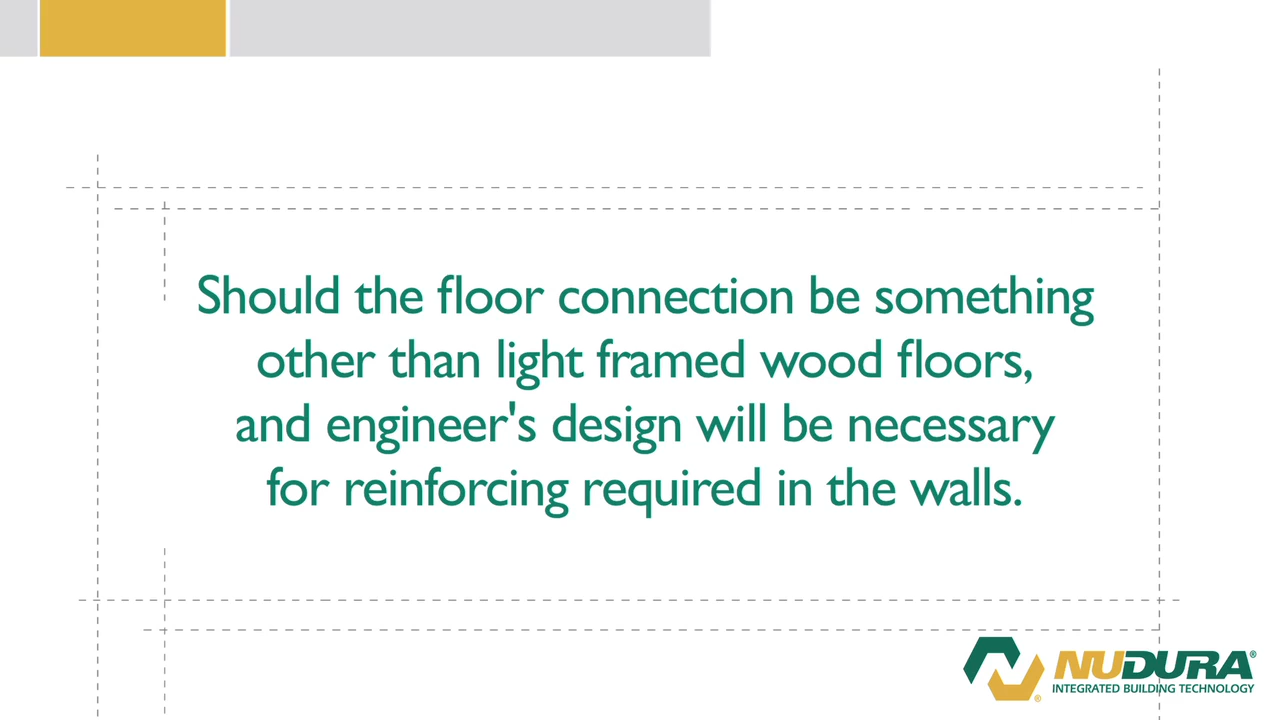 Should the floor connection be something
other than light framed wood floors,
and engineer's design will be necessary
for reinforcing required in the walls.
NUDURA®
INTEGRATED BUILDING TECHNOLOGY
®